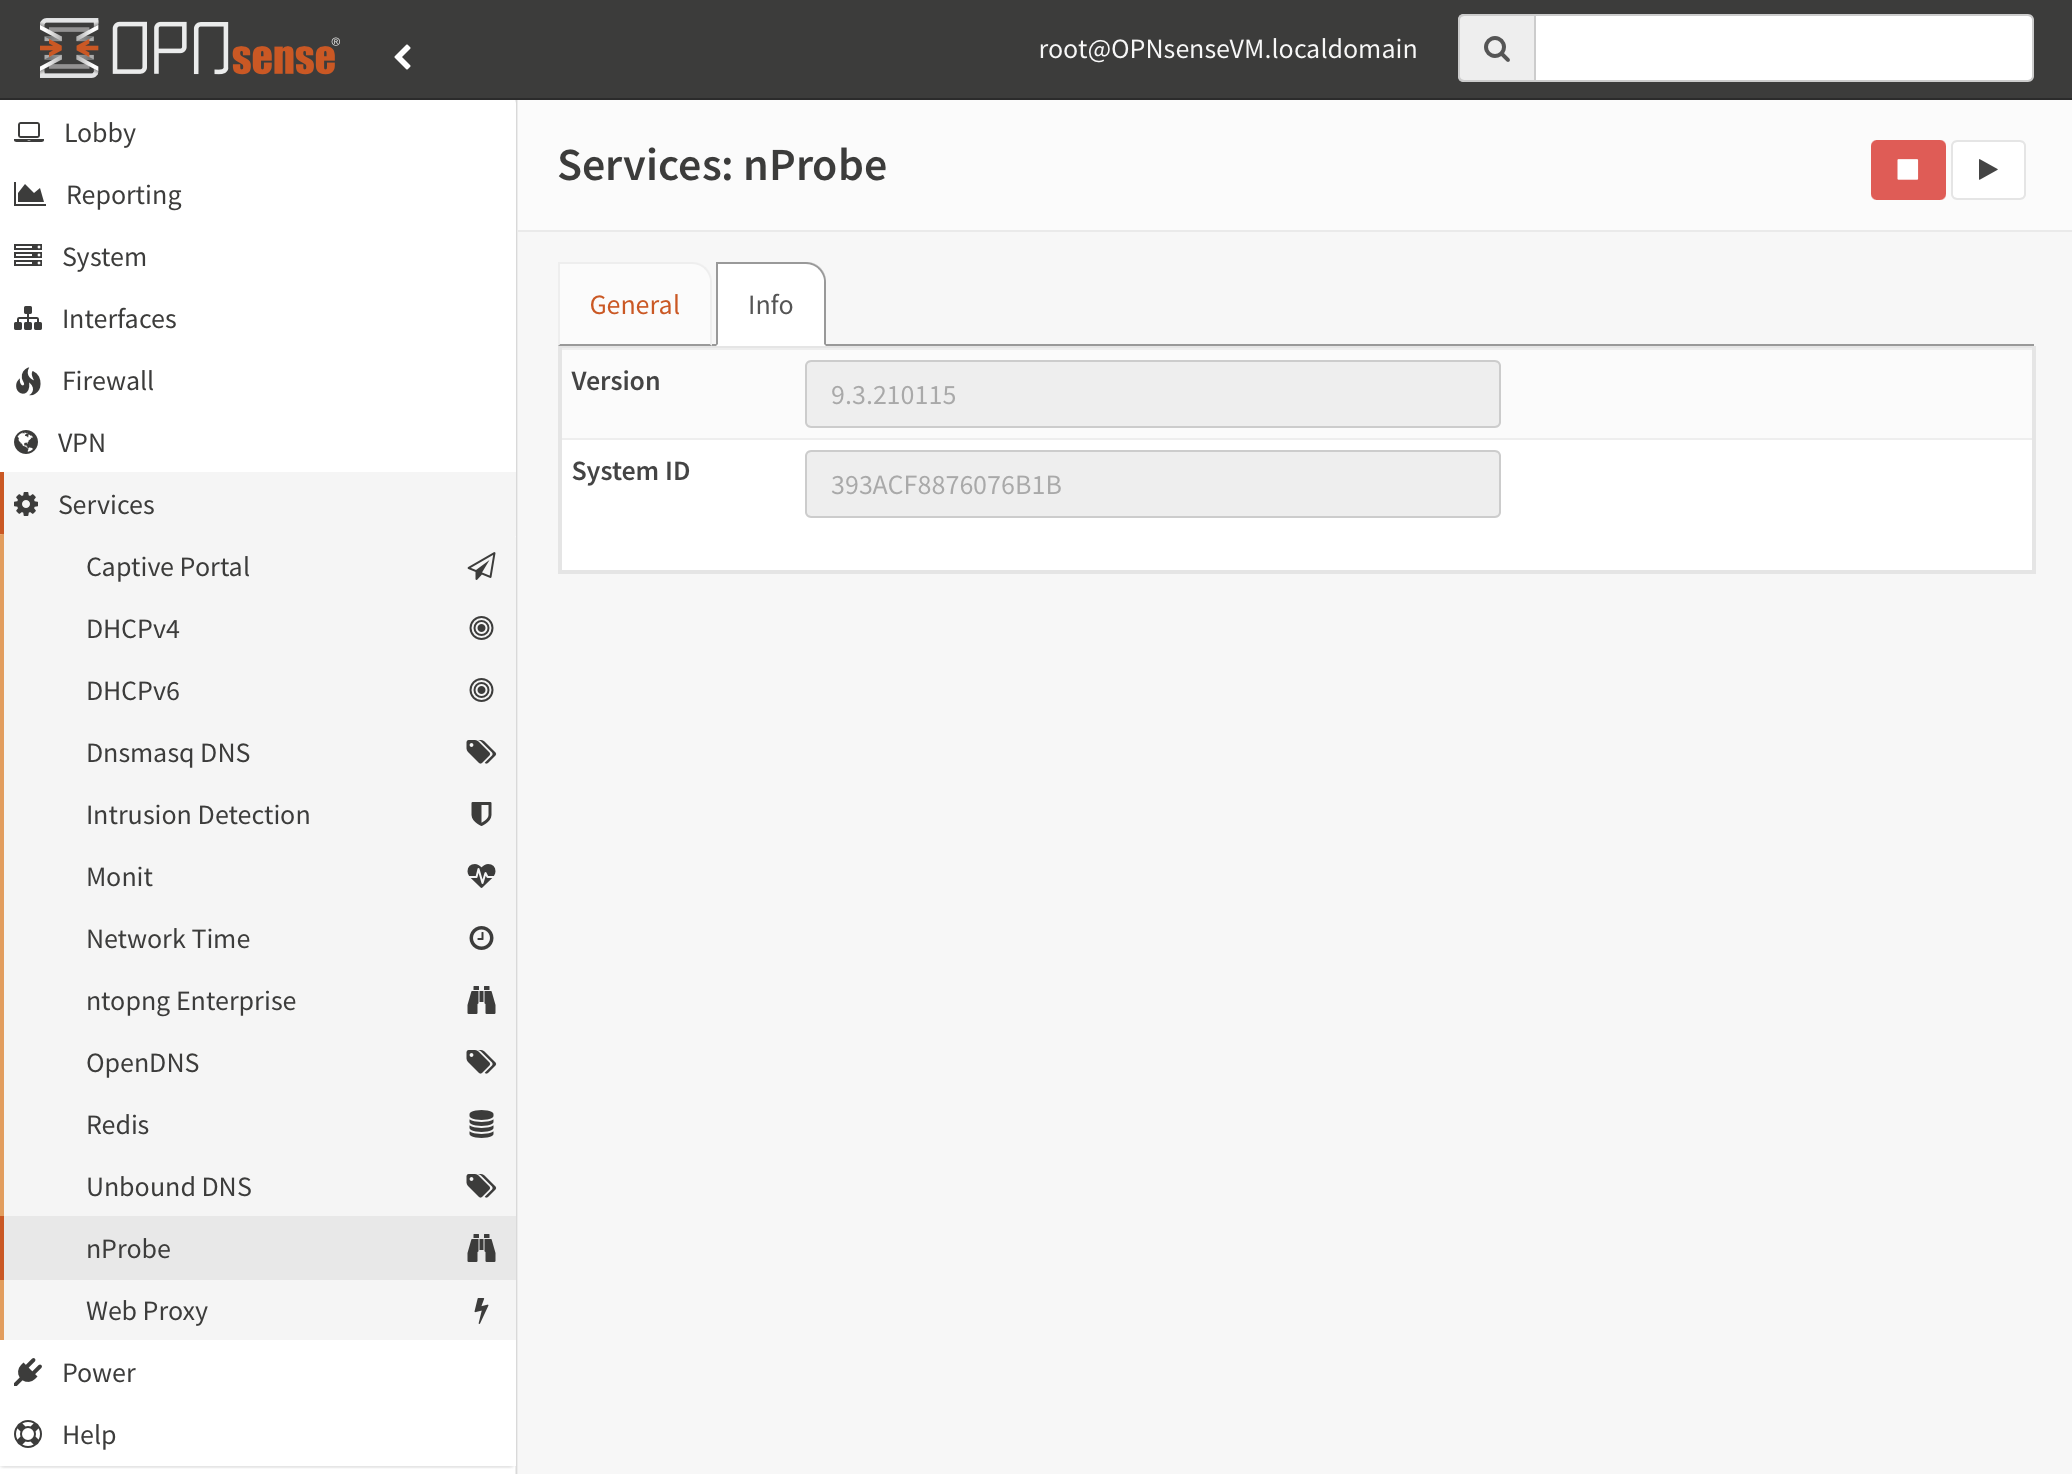 OPNsense®
root@OPNsenseVM.localdomain
Lobby
Reporting
System
Interfaces
Firewall
VPN
Services
Captive Portal
DHCPv4
DHCPv6
Dnsmasq DNS
Intrusion Detection
Monit
Network Time
ntopng Enterprise
OpenDNS
Redis
Unbound DNS
nProbe
Web Proxy
Power
Help
Services: nProbe
General
Info
Version
9.3.210115
System ID
393ACF8876076B1B